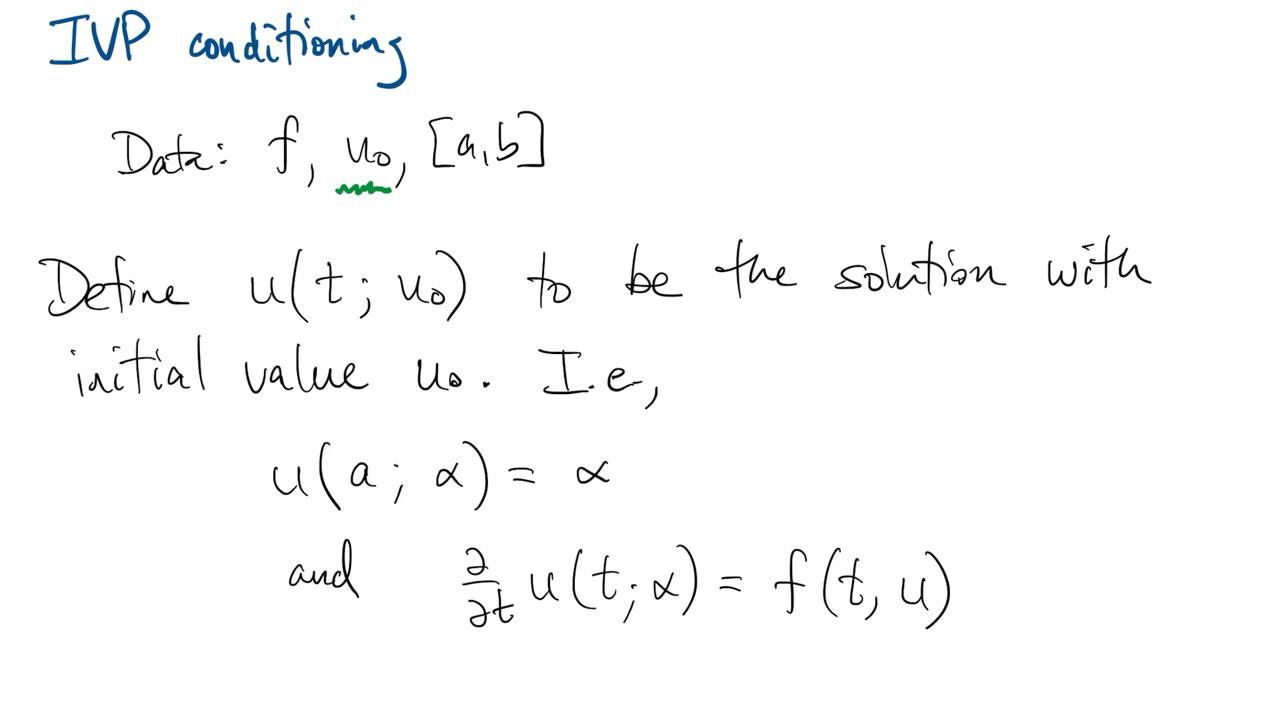 IVP conditioning
Data: f, u₀, [a,b]
Define u(t; u₀) to be the solution with
initial value u₀. I.e,
u(a; α) = α
and ∂/∂t u(t; α) = f(t, u)